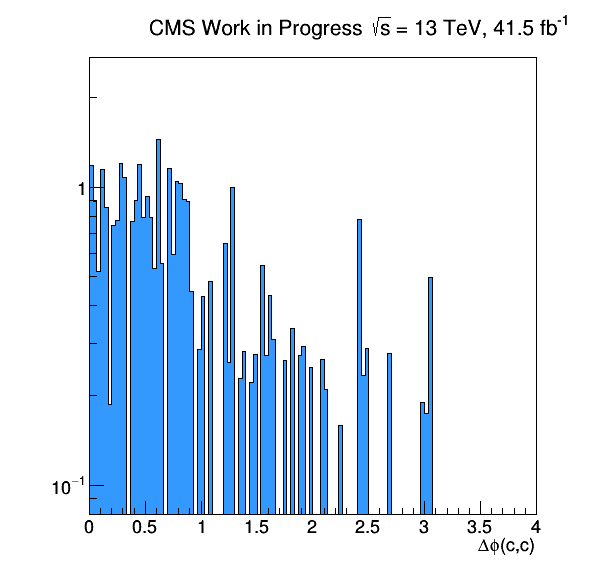 CMS Work in Progress √s = 13 TeV, 41.5 fb⁻¹
1
10⁻¹
0 0.5 1 1.5 2 2.5 3 3.5 4
Δϕ(c,c)